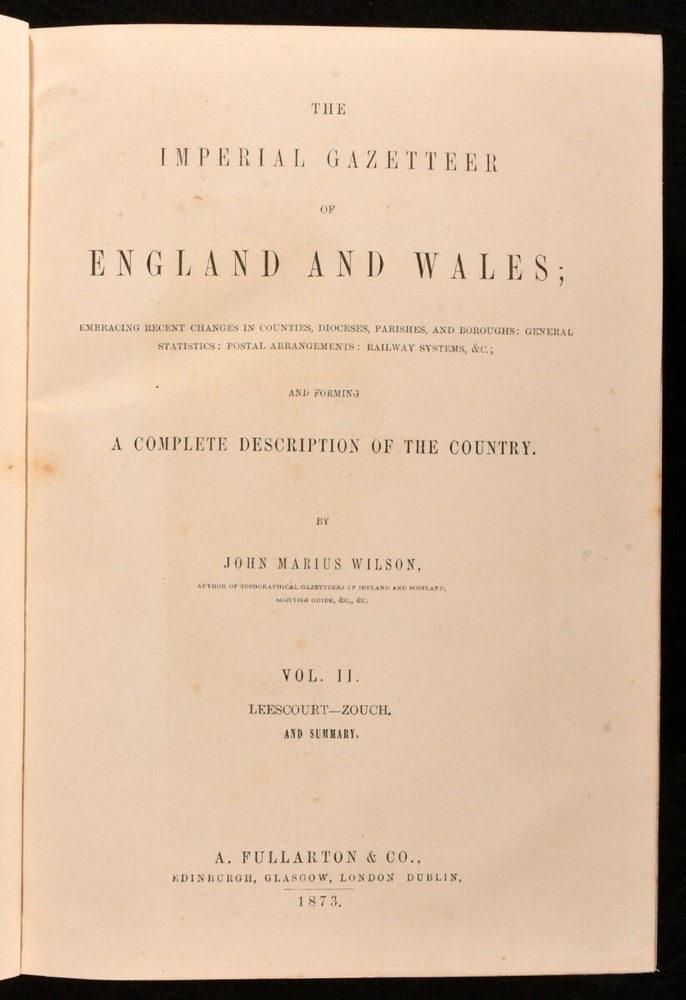 THE
IMPERIAL GAZETTEER
OF
ENGLAND AND WALES;
EMBRACING RECENT CHANGES IN COUNTIES, DIOCESES, PARISHES, AND BOROUGHS: GENERAL
STATISTICS: POSTAL ARRANGEMENTS: RAILWAY SYSTEMS, &C.;
AND FORMING
A COMPLETE DESCRIPTION OF THE COUNTRY.
BY
JOHN MARIUS WILSON,
AUTHOR OF TOPOGRAPHICAL GAZETTEERS OF IRELAND AND SCOTLAND,
SCOTTISH GUIDE, &C., &C.
VOL. II.
LEESCOURT—ZOUCH.
AND SUMMARY.
A. FULLARTON & CO.,
EDINBURGH, GLASGOW, LONDON DUBLIN,
1873.